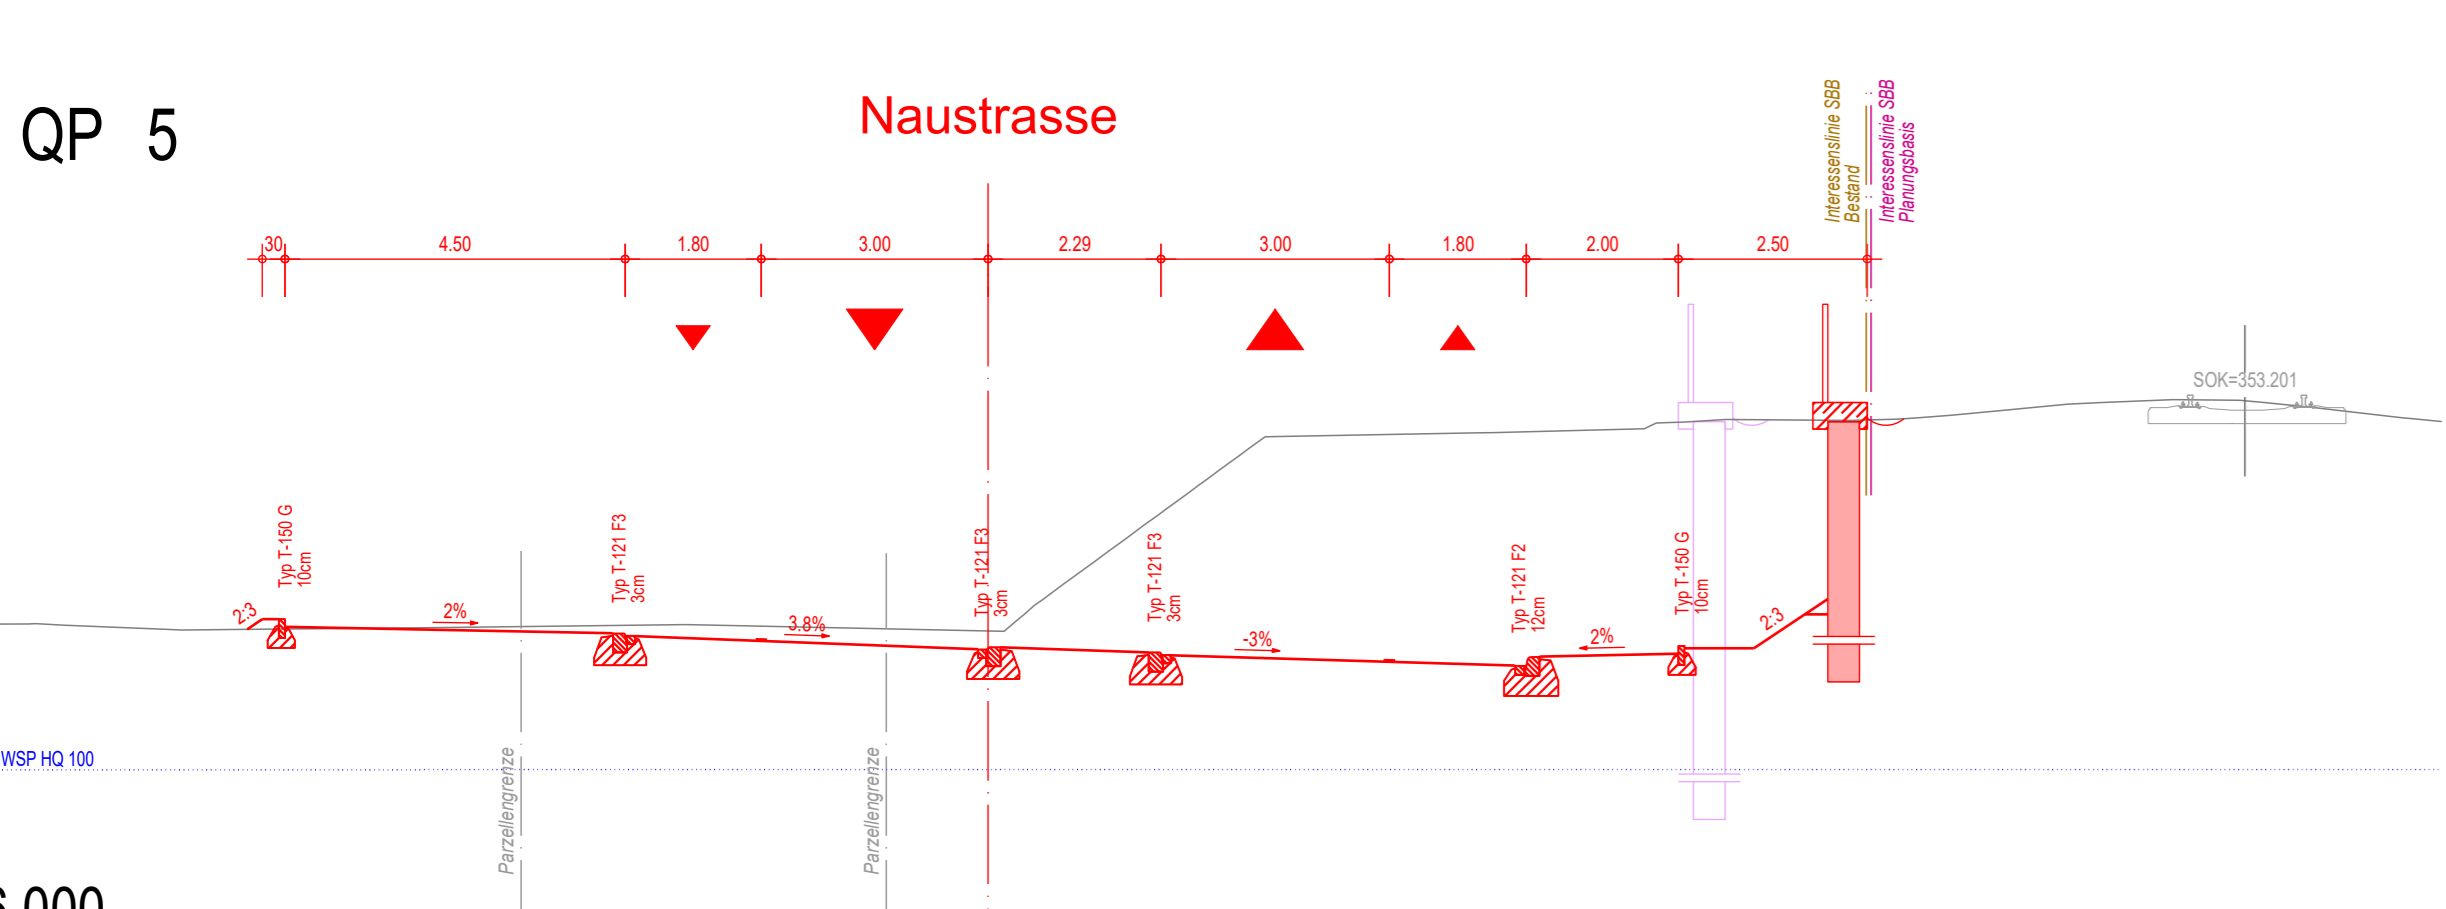 QP 5
Naustrasse
Interessenslinie SBB
Bestand
Interessenslinie SBB
Planungsbasis
30
4.50
1.80
3.00
2.29
3.00
1.80
2.00
2.50
SOK=353.201
Typ T-150 G
10cm
Typ T-121 F3
3cm
Typ T-121 F3
3cm
Typ T-121 F3
3cm
Typ T-121 F2
12cm
Typ T-150 G
10cm
2:3
2%
3.8%
-3%
2%
2:3
WSP HQ 100
Parzellengrenze
Parzellengrenze